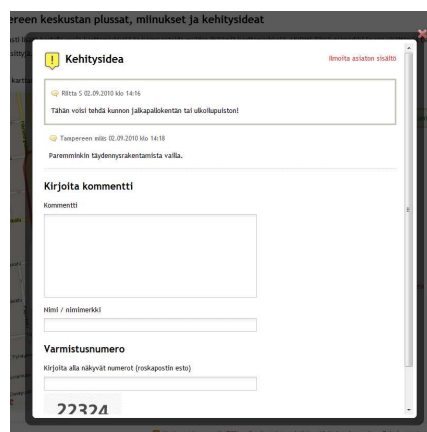 ereen keskustan plussat, miinukset ja kehitysideat
Kehitysidea
Ilmoita asiaton sisältö
Riitta S 02.09.2010 klo 14:16
Tähän voisi tehdä kunnon jalkapallokentän tai ulkoilupuiston!
Tampereen mies 02.09.2010 klo 14:18
Paremminkin täydennysrakentamista vailla.
Kirjoita kommentti
Kommentti
Nimi / nimimerkki
Varmistusnumero
Kirjoita alla näkyvät numerot (roskapostin esto)
22324